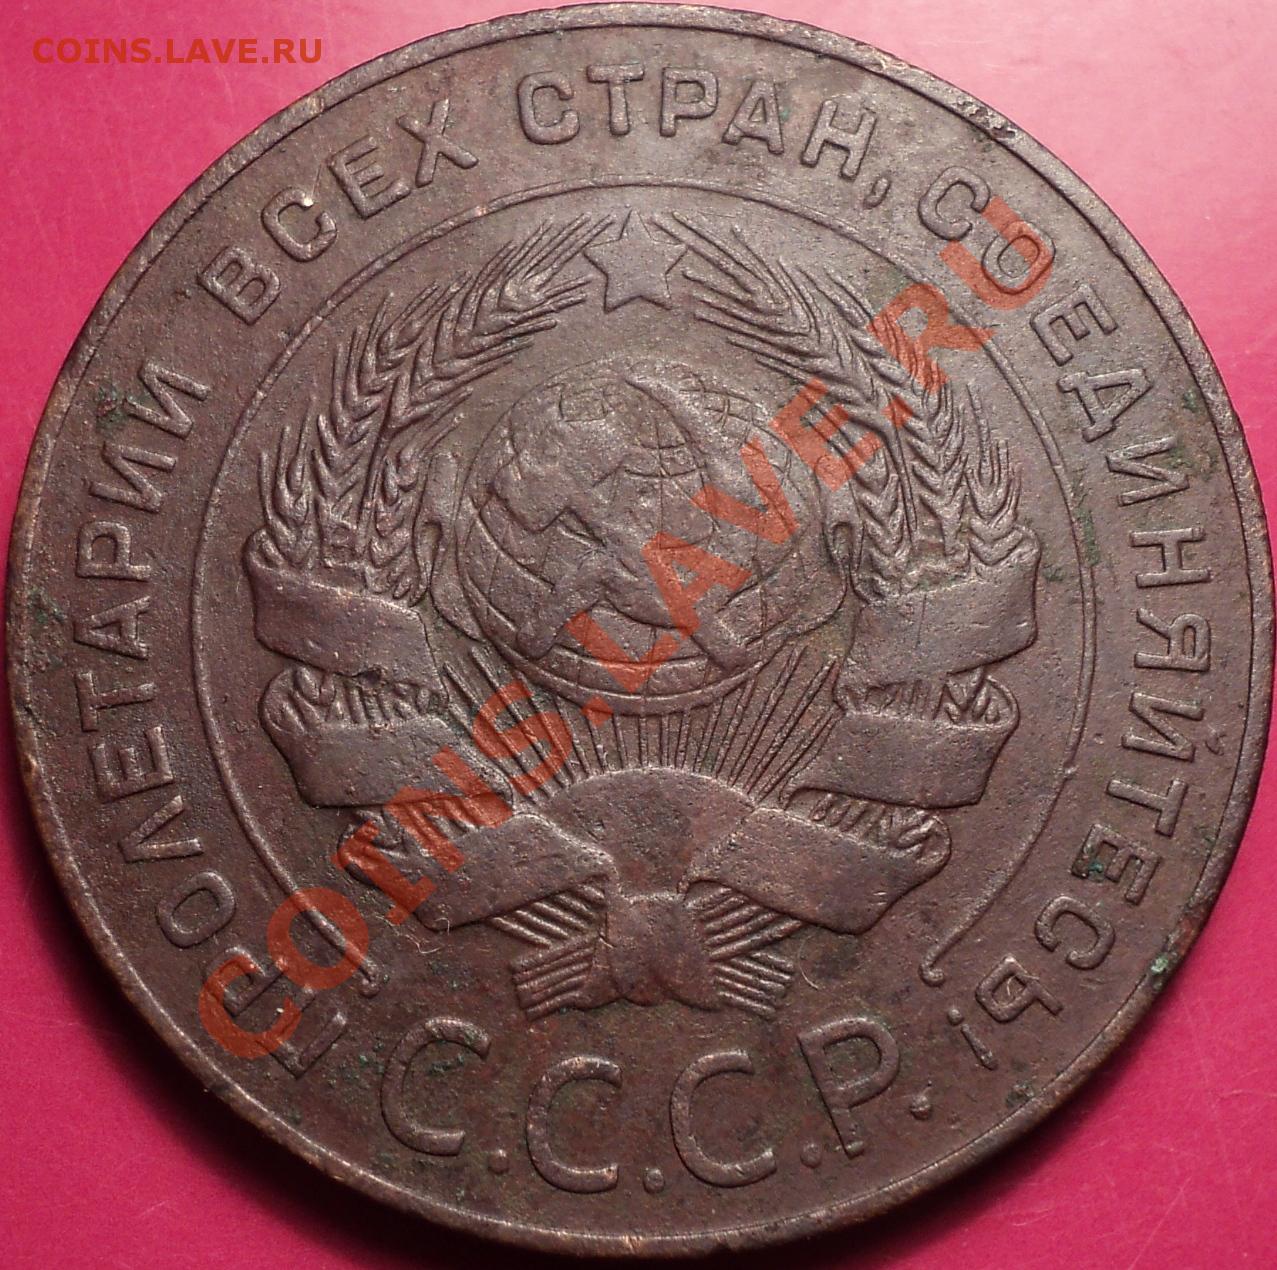 COINS.LAVE.RU
ПРОЛЕТАРИИ ВСЕХ СТРАН, СОЕДИНЯЙТЕСЬ!
С.С.С.Р.
COINS.LAVE.RU